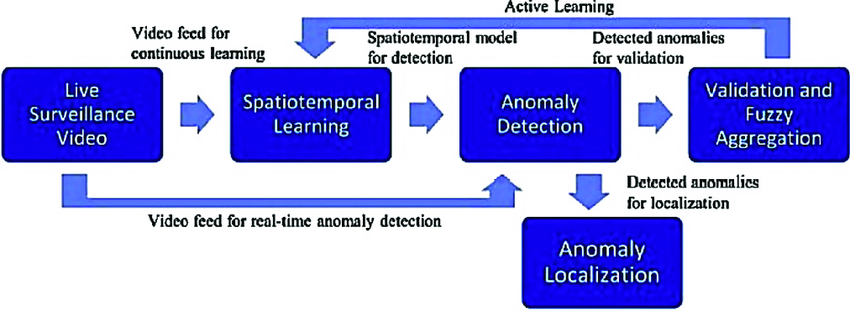 Active Learning
Video feed for
continuous learning
Spatiotemporal model
for detection
Detected anomalies
for validation
Live
Surveillance
Video
Spatiotemporal
Learning
Anomaly
Detection
Validation and
Fuzzy
Aggregation
Video feed for real-time anomaly detection
Detected anomalies
for localization
Anomaly
Localization